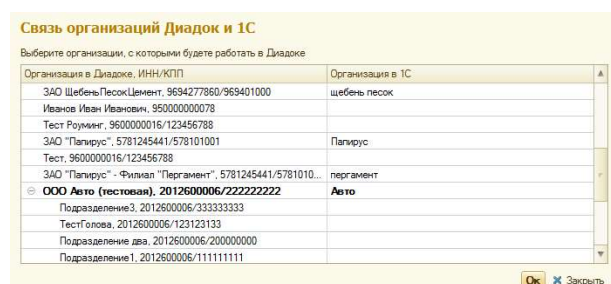 Связь организаций Диадок и 1С
Выберите организации, с которыми будете работать в Диадоке
Организация в Диадоке, ИНН/КПП Организация в 1С
ЗАО ЩебеньПесокЦемент, 9694277860/969401000 щебень песок
Иванов Иван Иванович, 950000000078
Тест Роуминг, 9600000016/123456788
ЗАО "Папирус", 5781245441/578101001 Папирус
Тест, 9600000016/123456788
ЗАО "Папирус" - Филиал "Пергамент", 5781245441/5781010... пергамент
ООО Авто (тестовая), 2012600006/222222222 Авто
Подразделение3, 2012600006/333333333
ТестГолова, 2012600006/123123133
Подразделение два, 2012600006/200000000
Подразделение1, 2012600006/111111111
Ок Закрыть